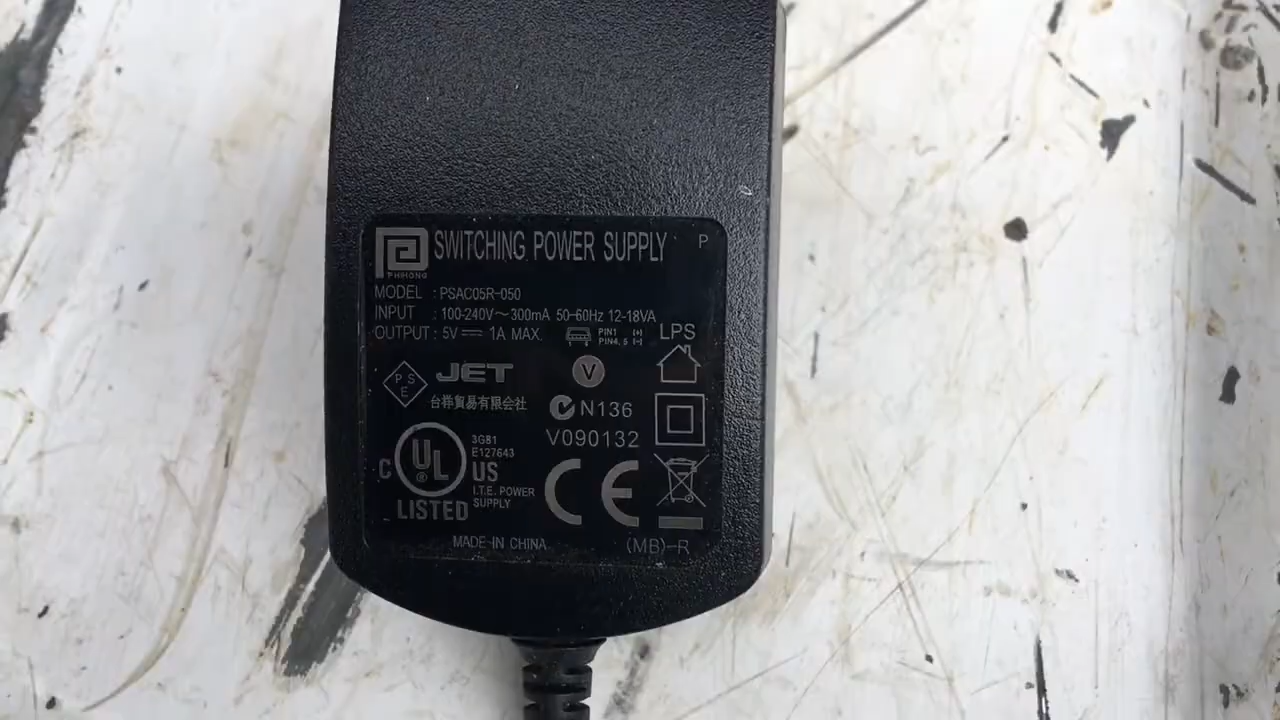 SWITCHING POWER SUPPLY P
PHIHONG
MODEL : PSAC05R-050
INPUT : 100-240V～300mA 50-60Hz 12-18VA
OUTPUT : 5V⎓ 1A MAX. PIN1 (+) LPS
PIN4, 5 (-)
PS
E
JET
V
台祥貿易有限会社
N136
V090132
C UL ® US
3G81
E127643
I.T.E. POWER
SUPPLY
LISTED
CE
MADE IN CHINA (MB)-R